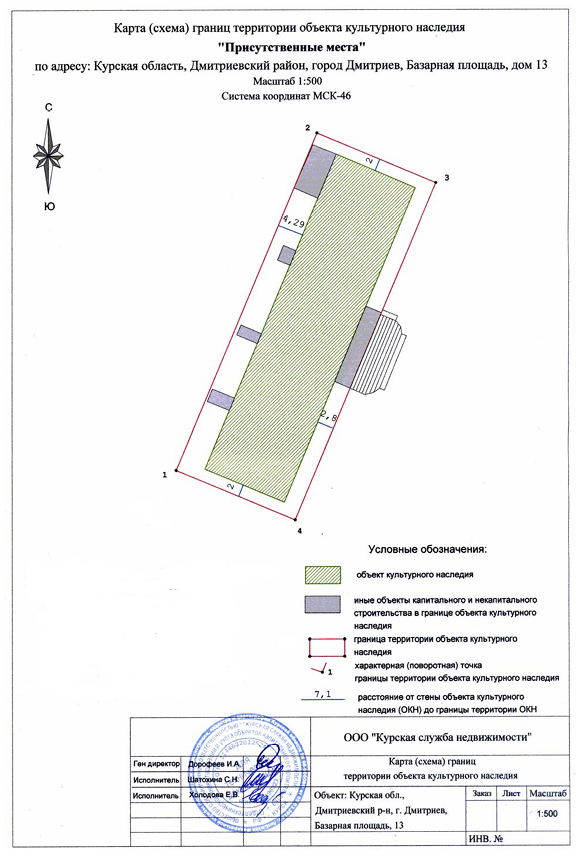 Карта (схема) границ территории объекта культурного наследия
"Присутственные места"
по адресу: Курская область, Дмитриевский район, город Дмитриев, Базарная площадь, дом 13
Масштаб 1:500
Система координат МСК-46
С
Ю
2
2
3
4,29
2,8
1
2
4
Условные обозначения:
объект культурного наследия
иные объекты капитального и некапитального
строительства в границе объекта культурного
наследия
граница территории объекта культурного
наследия
1
характерная (поворотная) точка
границы территории объекта культурного наследия
7,1
расстояние от стены объекта культурного
наследия (ОКН) до границы территории ОКН
ООО "Курская служба недвижимости"
Ген директор Дорофеев И.А.
Исполнитель Шатохина С.Н.
Исполнитель Холодова Е.В.
Карта (схема) границ
территории объекта культурного наследия
Объект: Курская обл.,
Дмитриевский р-н, г. Дмитриев,
Базарная площадь, 13
Заказ Лист Масштаб
1:500
ИНВ. №